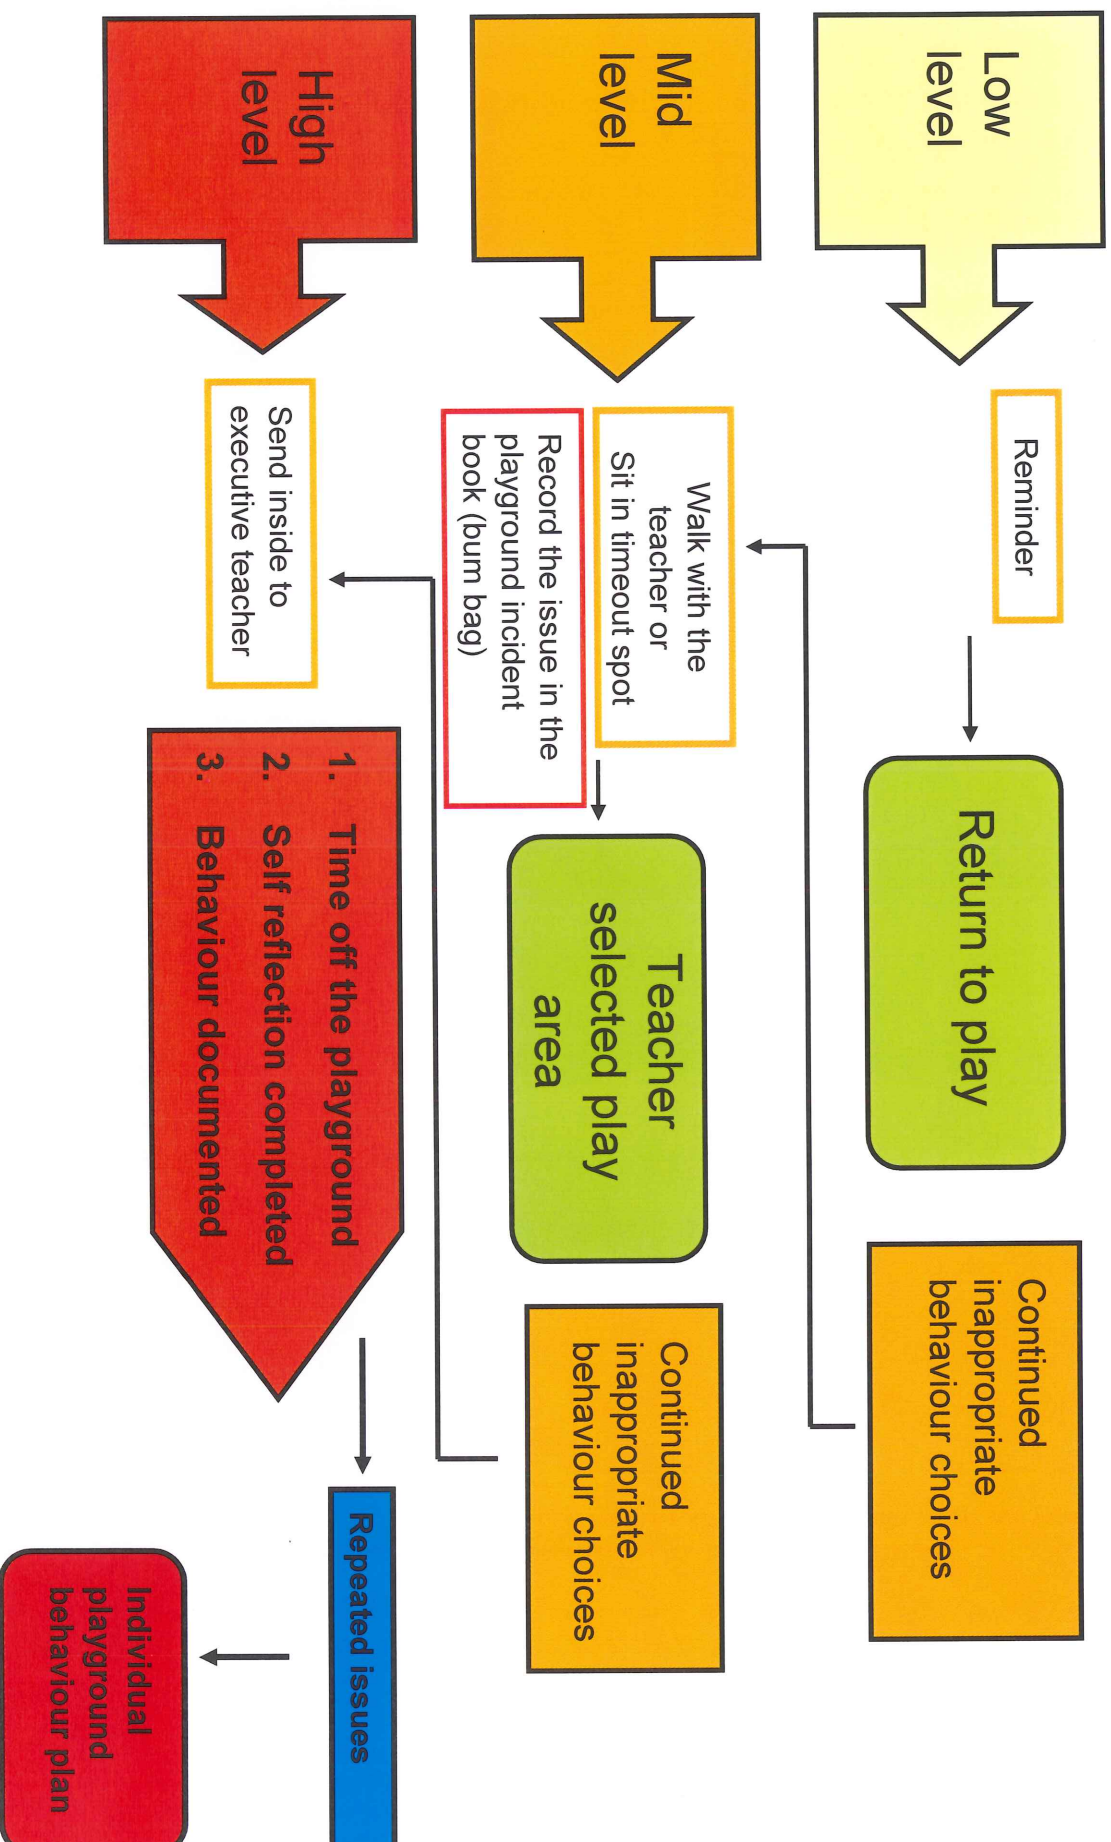 Low
level
Reminder
Return to play
Continued
inappropriate
behaviour choices
Mid
level
Walk with the
teacher or
Sit in timeout spot
Record the issue in the
playground incident
book (bum bag)
Teacher
selected play
area
Continued
inappropriate
behaviour choices
High
level
Send inside to
executive teacher
1. Time off the playground
2. Self reflection completed
3. Behaviour documented
Repeated issues
Individual
playground
behaviour plan